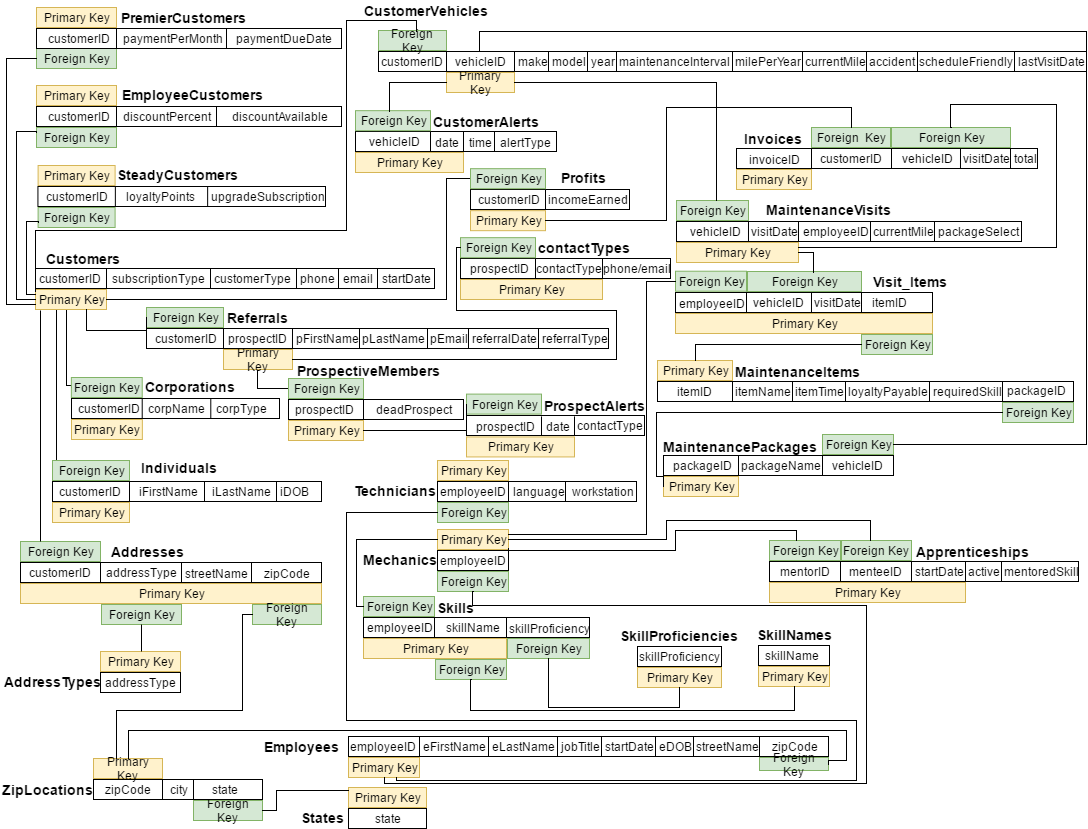 Primary Key PremierCustomers
customerID paymentPerMonth paymentDueDate
Foreign Key
Primary Key EmployeeCustomers
customerID discountPercent discountAvailable
Foreign Key
Primary Key SteadyCustomers
customerID loyaltyPoints upgradeSubscription
Foreign Key
Customers
customerID subscriptionType customerType phone email startDate
Primary Key
CustomerVehicles
Foreign Key
customerID vehicleID make model year maintenanceInterval milePerYear currentMile accident scheduleFriendly lastVisitDate
Primary Key
Foreign Key CustomerAlerts
vehicleID date time alertType
Primary Key
Invoices Foreign Key Foreign Key
invoiceID customerID vehicleID visitDate total
Primary Key
Foreign Key Profits
customerID incomeEarned
Primary Key
Foreign Key MaintenanceVisits
vehicleID visitDate employeeID currentMile packageSelect
Primary Key
Foreign Key contactTypes
prospectID contactType phone/email
Primary Key
Foreign Key Foreign Key Visit_Items
employeeID vehicleID visitDate itemID
Primary Key
Foreign Key
Foreign Key Referrals
customerID prospectID pFirstName pLastName pEmail referralDate referralType
Primary Key
Primary Key MaintenanceItems
itemID itemName itemTime loyaltyPayable requiredSkill packageID
Foreign Key
Foreign Key Corporations
customerID corpName corpType
Primary Key
ProspectiveMembers
Foreign Key
prospectID deadProspect
Primary Key
Foreign Key ProspectAlerts
prospectID date contactType
Primary Key
MaintenancePackages Foreign Key
packageID packageName vehicleID
Primary Key
Foreign Key Individuals
customerID iFirstName iLastName iDOB
Primary Key
Primary Key
Technicians employeeID language workstation
Foreign Key
Primary Key
Mechanics employeeID
Foreign Key
Foreign Key Foreign Key Apprenticeships
mentorID menteeID startDate active mentoredSkill
Primary Key
Foreign Key Addresses
customerID addressType streetName zipCode
Primary Key
Foreign Key Foreign Key
Foreign Key Skills
employeeID skillName skillProficiency
Primary Key Foreign Key
Foreign Key
SkillProficiencies
skillProficiency
Primary Key
SkillNames
skillName
Primary Key
Primary Key
AddressTypes addressType
Employees employeeID eFirstName eLastName jobTitle startDate eDOB streetName zipCode
Primary Key Foreign Key
Primary Key
ZipLocations zipCode city state
Foreign Key
Primary Key
States state